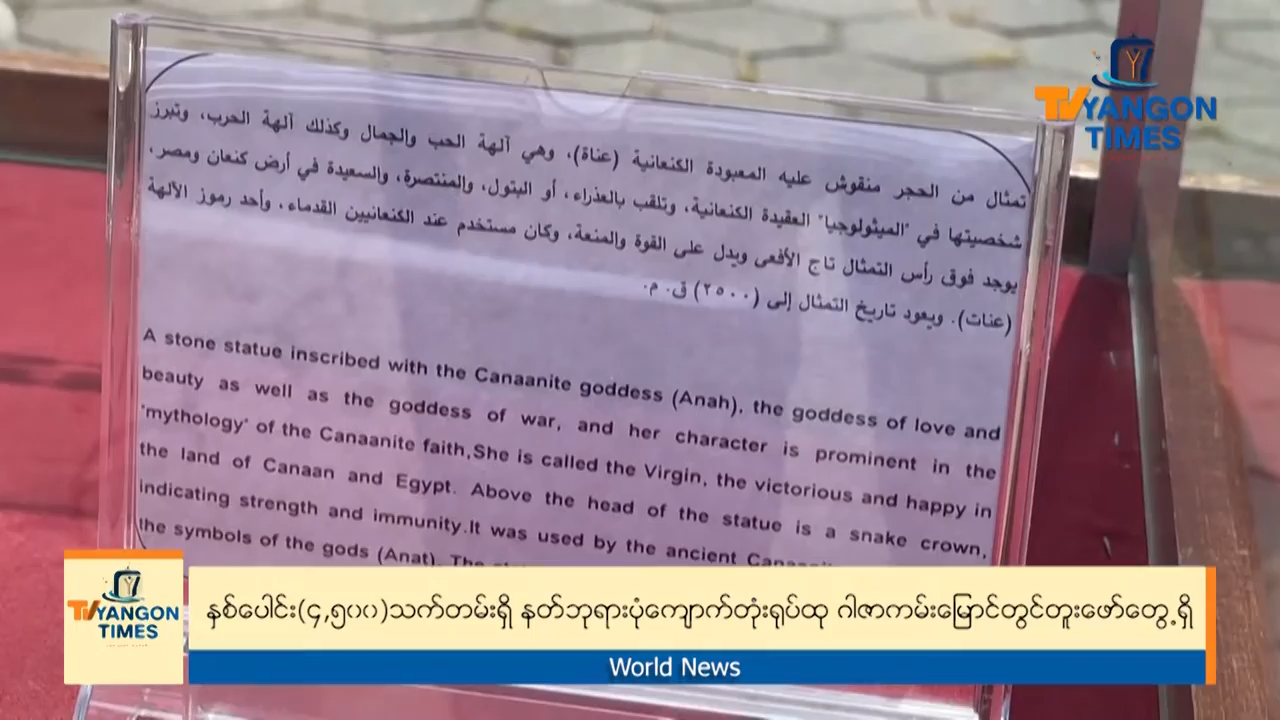 TV YANGON
TIMES
تمثال من الحجر منقوش عليه المعبودة الكنعانية (عناة)، وهي آلهة الحب والجمال وكذلك آلهة الحرب، وتبرز
شخصيتها في "الميثولوجيا" العقيدة الكنعانية، وتلقب بالعذراء، أو البتول، والمنتصرة، والسعيدة في أرض كنعان ومصر،
يوجد فوق رأس التمثال تاج الأفعى ويدل على القوة والمنعة، وكان مستخدم عند الكنعانيين القدماء، وأحد رموز الآلهة
(عنات). ويعود تاريخ التمثال إلى (٢٥٠٠) ق. م.
A stone statue inscribed with the Canaanite goddess (Anah), the goddess of love and
beauty as well as the goddess of war, and her character is prominent in the
"mythology" of the Canaanite faith,She is called the Virgin, the victorious and happy in
the land of Canaan and Egypt. Above the head of the statue is a snake crown,
indicating strength and immunity.It was used by the ancient
the symbols of the gods (Anat). The
TV YANGON
TIMES
နှစ်ပေါင်း(၄,၅၀၀)သက်တမ်းရှိ နတ်ဘုရားပုံကျောက်တုံးရုပ်ထု ဂါဇာကမ်းမြှောင်တွင်တူးဖော်တွေ့ရှိ
World News